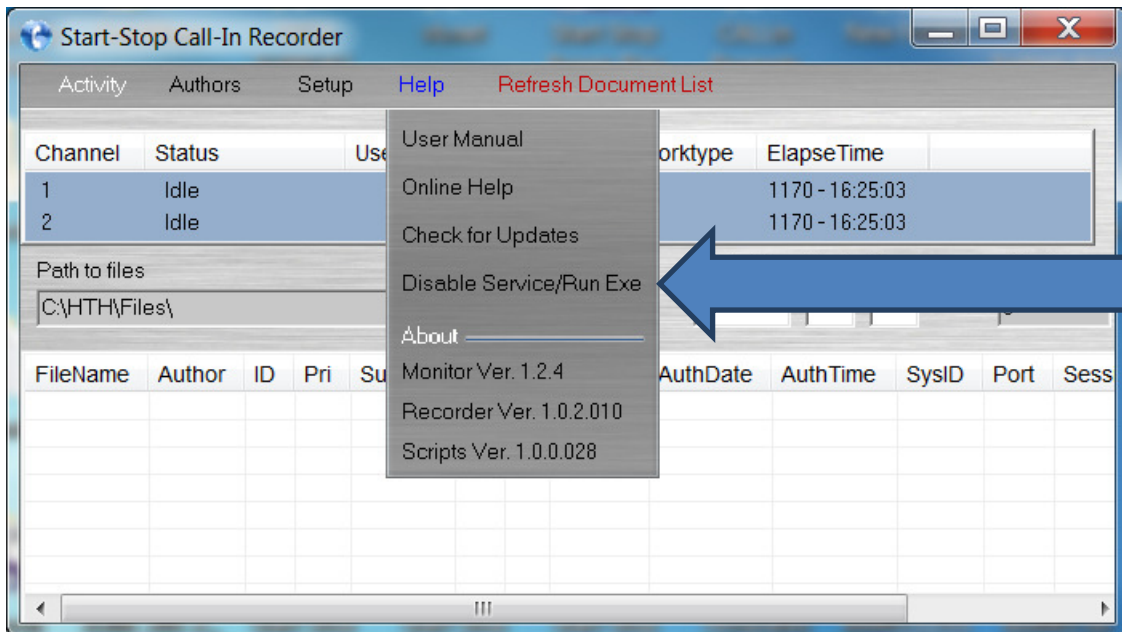 Start-Stop Call-In Recorder
Activity Authors Setup Help Refresh Document List
User Manual
Channel Status Use orktype ElapseTime
Online Help
1 Idle 1170 - 16:25:03
2 Idle 1170 - 16:25:03
Check for Updates
Path to files
Disable Service/Run Exe
C:\HTH\Files\
About
FileName Author ID Pri Su AuthDate AuthTime SysID Port Sess
Monitor Ver. 1.2.4
Recorder Ver. 1.0.2.010
Scripts Ver. 1.0.0.028